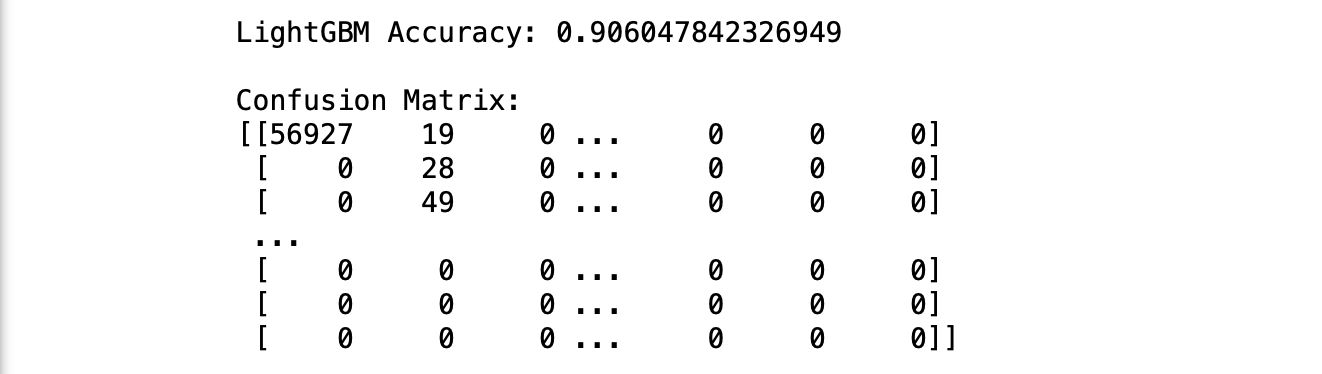 LightGBM Accuracy: 0.906047842326949
Confusion Matrix:
[[56927    19     0 ...     0     0     0]
 [    0    28     0 ...     0     0     0]
 [    0    49     0 ...     0     0     0]
 ...
 [    0     0     0 ...     0     0     0]
 [    0     0     0 ...     0     0     0]
 [    0     0     0 ...     0     0     0]]